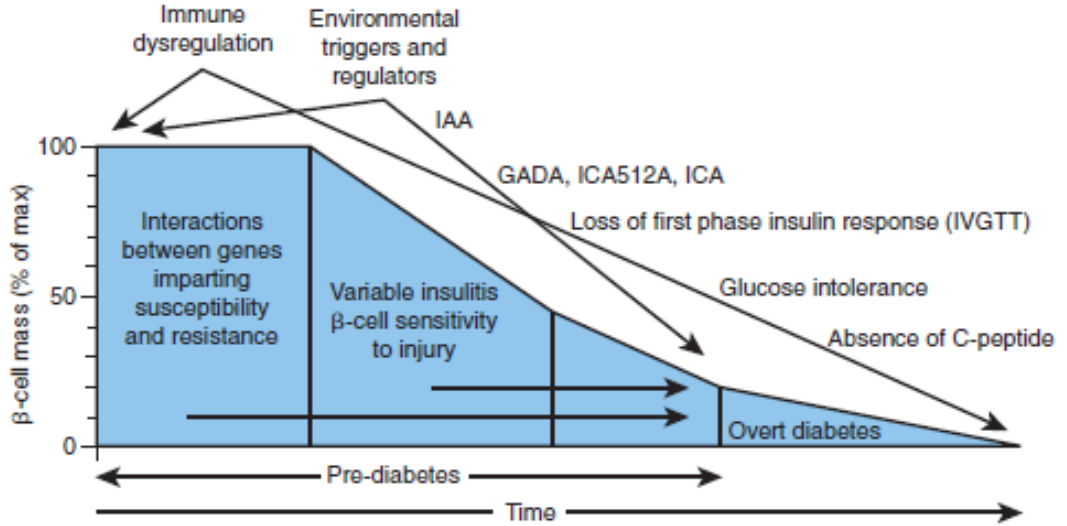 Immune
dysregulation
Environmental
triggers and
regulators
IAA
GADA, ICA512A, ICA
Loss of first phase insulin response (IVGTT)
Glucose intolerance
Absence of C-peptide
β-cell mass (% of max)
100
50
0
Interactions
between genes
imparting
susceptibility
and resistance
Variable insulitis
β-cell sensitivity
to injury
Overt diabetes
Pre-diabetes
Time